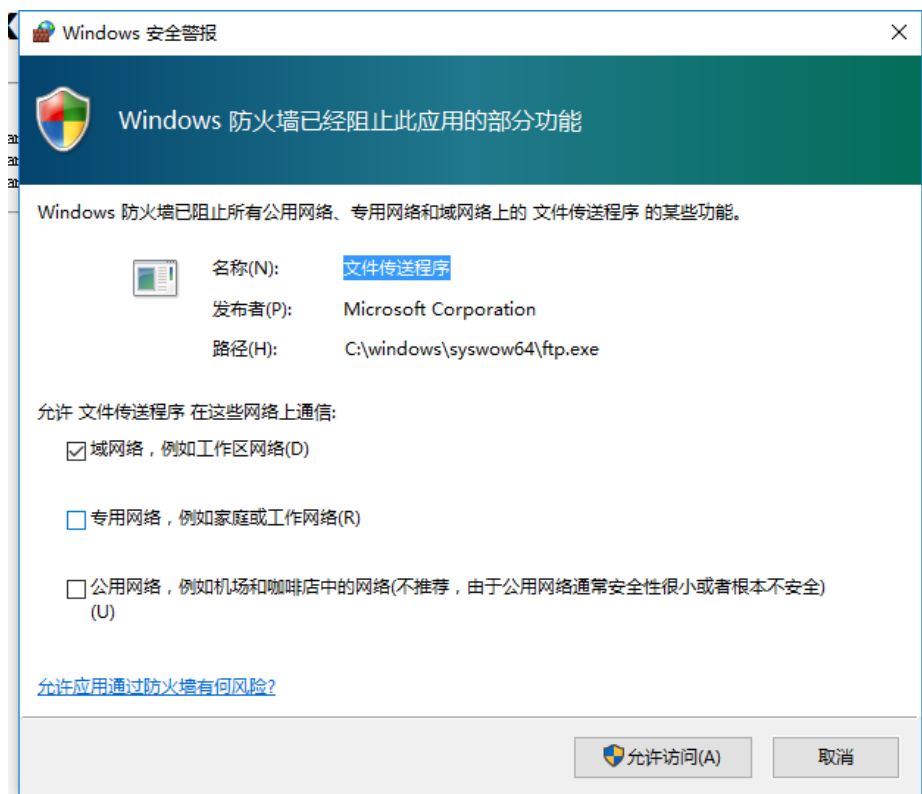 Windows 安全警报
Windows 防火墙已经阻止此应用的部分功能
Windows 防火墙已阻止所有公用网络、专用网络和域网络上的 文件传送程序 的某些功能。
名称(N): 文件传送程序
发布者(P): Microsoft Corporation
路径(H): C:\windows\syswow64\ftp.exe
允许 文件传送程序 在这些网络上通信:
域网络，例如工作区网络(D)
专用网络，例如家庭或工作网络(R)
公用网络，例如机场和咖啡店中的网络(不推荐，由于公用网络通常安全性很小或者根本不安全)
(U)
允许应用通过防火墙有何风险?
允许访问(A) 取消